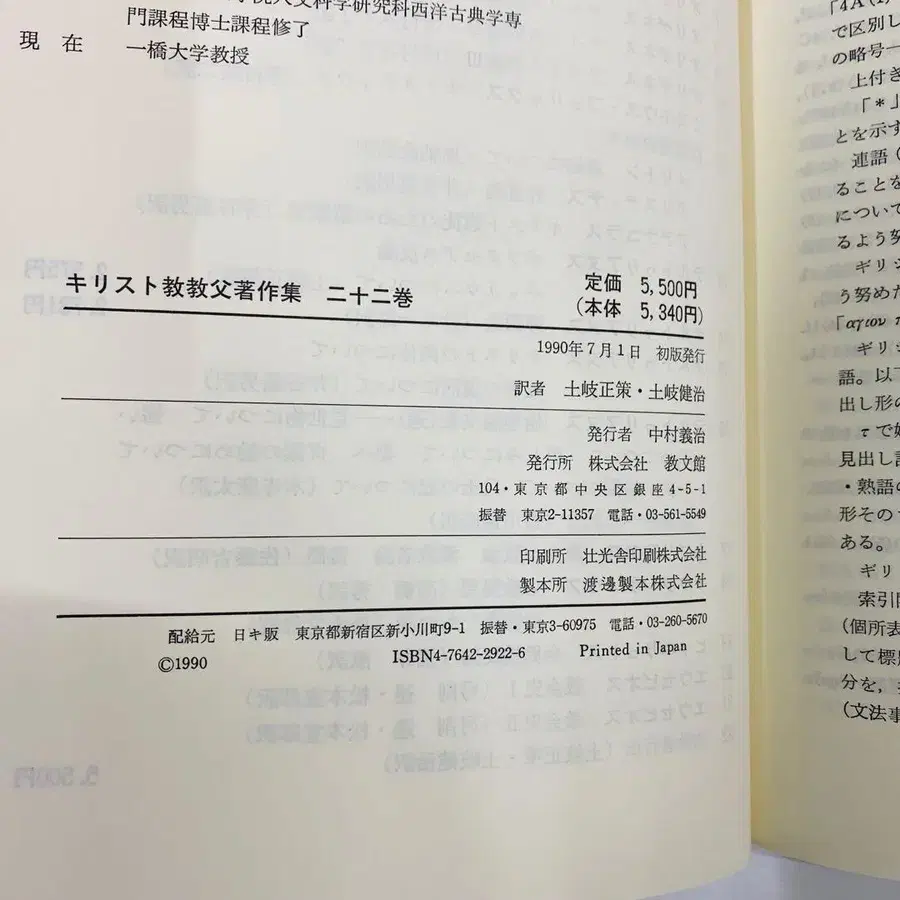 門課程博士課程修了
現在 一橋大学教授
キリスト教教父著作集 二十二巻
定価 5,500円
(本体 5,340円)
1990年7月1日 初版発行
訳者 土岐正策・土岐健治
発行者 中村義治
発行所 株式会社 教文館
104・東京都中央区銀座4-5-1
振替 東京2-11357 電話・03-561-5549
印刷所 壮光舎印刷株式会社
製本所 渡邊製本株式会社
配給元 日キ販 東京都新宿区新小川町9-1 振替・東京3-60975 電話・03-260-5670
©1990 ISBN4-7642-2922-6 Printed in Japan
で区別し
の略号一
上付き
「*」
とを示す
連語(
ることを
につい
るよう努
ギリシ
う努めた
「αγιον π
ギリシ
語。以下
出し形の
τで始
見出し語
・熟語の
形その
ある。
ギリ
索引
(個所表
して標
分を,
(文法事